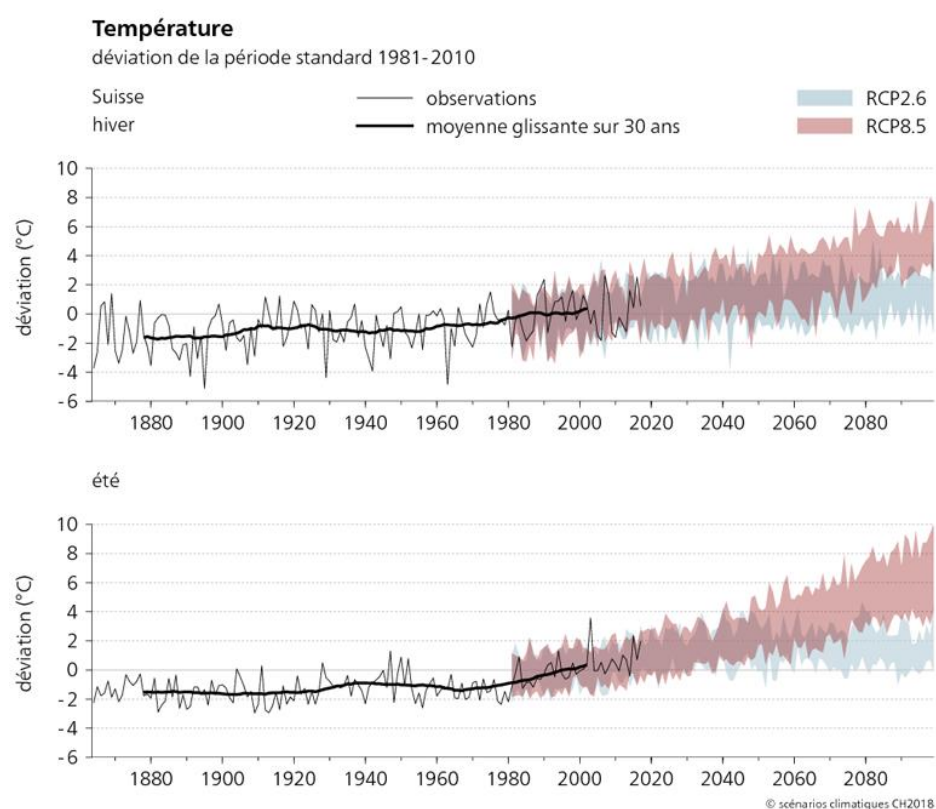 Température
déviation de la période standard 1981-2010
Suisse
hiver
observations
moyenne glissante sur 30 ans
RCP2.6
RCP8.5
déviation (°C)
10
8
6
4
2
0
-2
-4
-6
1880 1900 1920 1940 1960 1980 2000 2020 2040 2060 2080
été
déviation (°C)
10
8
6
4
2
0
-2
-4
-6
1880 1900 1920 1940 1960 1980 2000 2020 2040 2060 2080
© scénarios climatiques CH2018